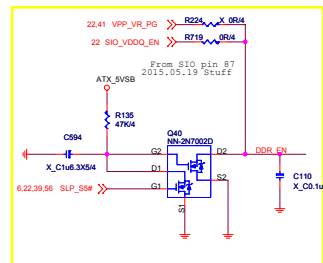 22,41 VPP_VR_PG
R224 X_0R/4
22 SIO_VDDQ_EN
R719 0R/4
From SIO pin 87
2015.05.19 Stuff
ATX_5VSB
R135
47K/4
C594
X_C1u6.3X5/4
Q40
NN-2N7002D
G2
D2
DDR_EN
D1
S2
C110
X_C0.1u
6,22,39,56 SLP_S5#
G1
S1